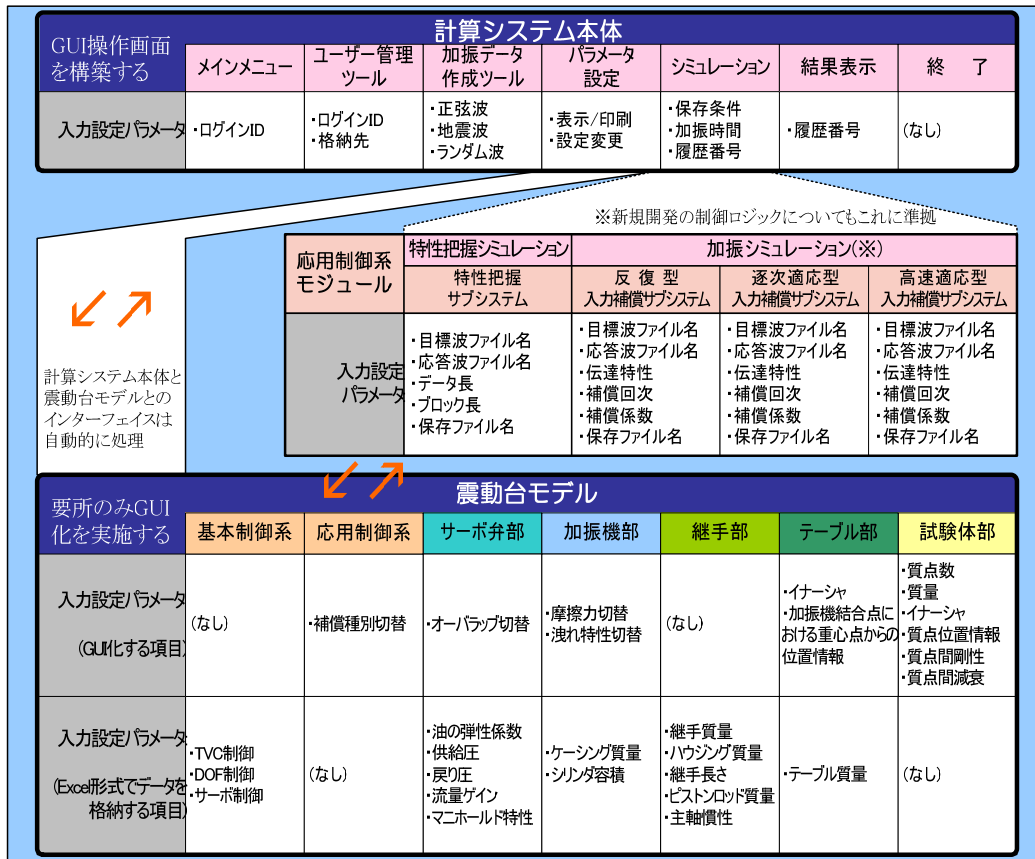 計算システム本体
GUI操作画面
を構築する
メインメニュー
ユーザー管理
ツール
加振データ
作成ツール
パラメータ
設定
シミュレーション
結果表示
終 了
入力設定パラメータ
・ログインID
・ログインID
・格納先
・正弦波
・地震波
・ランダム波
・表示/印刷
・設定変更
・保存条件
・加振時間
・履歴番号
・履歴番号
(なし)
※新規開発の制御ロジックについてもこれに準拠
応用制御系
モジュール
特性把握シミュレーション
加振シミュレーション(※)
特性把握
サブシステム
反 復 型
入力補償サブシステム
逐次適応型
入力補償サブシステム
高速適応型
入力補償サブシステム
入力設定
パラメータ
・目標波ファイル名
・応答波ファイル名
・データ長
・ブロック長
・保存ファイル名
・目標波ファイル名
・応答波ファイル名
・伝達特性
・補償回次
・補償係数
・保存ファイル名
・目標波ファイル名
・応答波ファイル名
・伝達特性
・補償回次
・補償係数
・保存ファイル名
・目標波ファイル名
・応答波ファイル名
・伝達特性
・補償回次
・補償係数
・保存ファイル名
計算システム本体と
震動台モデルとの
インターフェイスは
自動的に処理
震動台モデル
要所のみGUI
化を実施する
基本制御系
応用制御系
サーボ弁部
加振機部
継手部
テーブル部
試験体部
入力設定パラメータ
(GUI化する項目)
(なし)
・補償種別切替
・オーバラップ切替
・摩擦力切替
・洩れ特性切替
(なし)
・イナーシャ
・加振機結合点に
おける重心点からの
位置情報
・質点数
・質量
・イナーシャ
・質点位置情報
・質点間剛性
・質点間減衰
入力設定パラメータ
(Excel形式でデータを
格納する項目)
・TVC制御
・DOF制御
・サーボ制御
(なし)
・油の弾性係数
・供給圧
・戻り圧
・流量ゲイン
・マニホールド特性
・ケーシング質量
・シリンダ容積
・継手質量
・ハウジング質量
・継手長さ
・ピストンロッド質量
・主軸慣性
・テーブル質量
(なし)